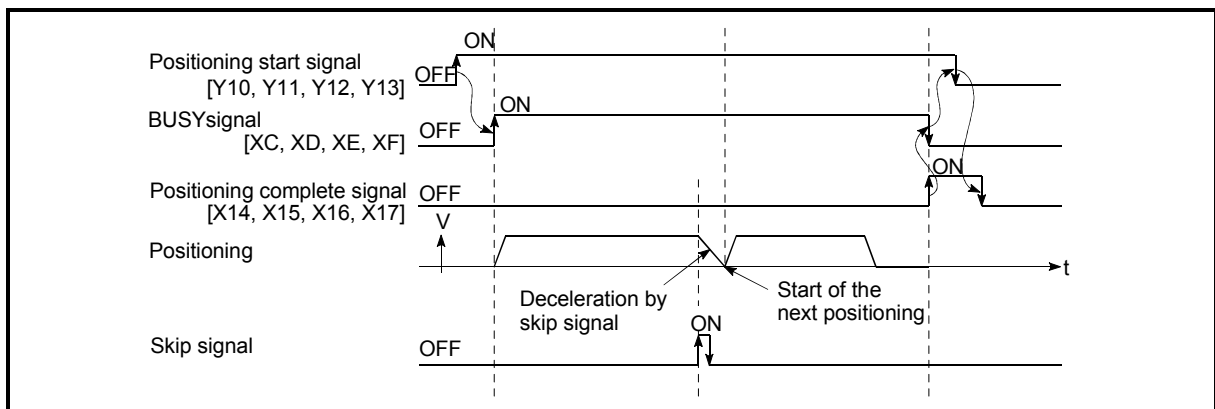 ON
Positioning start signal
[Y10, Y11, Y12, Y13]
OFF
ON
BUSYsignal
[XC, XD, XE, XF]
OFF
ON
Positioning complete signal
[X14, X15, X16, X17]
OFF
V
Positioning
t
Deceleration by
skip signal
Start of the
next positioning
ON
Skip signal
OFF